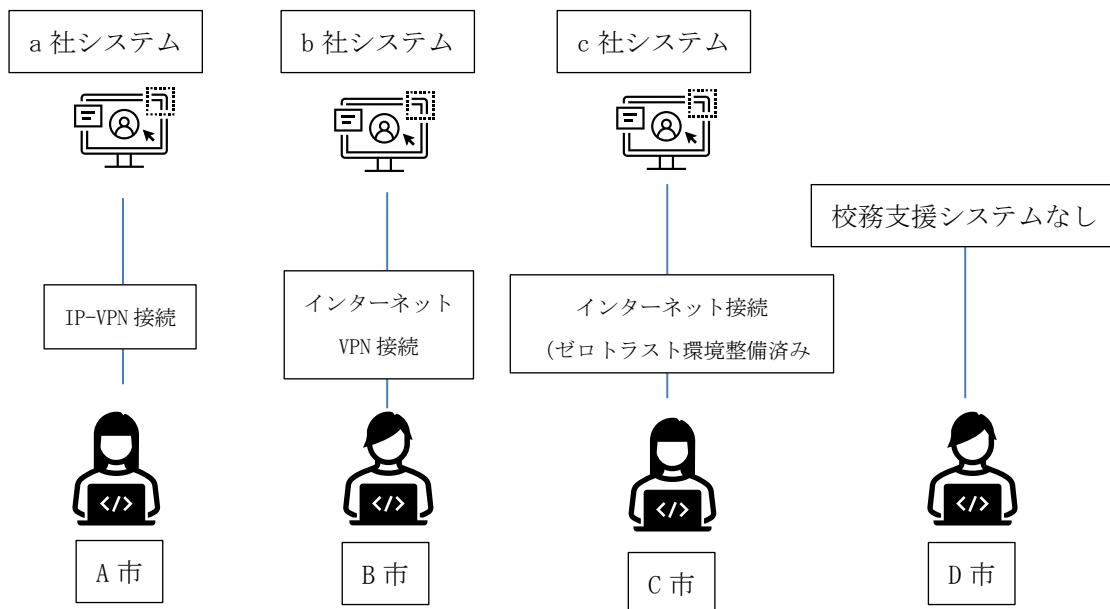 a 社システム
b 社システム
c 社システム
校務支援システムなし
IP-VPN 接続
インターネット
VPN 接続
インターネット接続
(ゼロトラスト環境整備済み
</>
</>
</>
</>
A 市
B 市
C 市
D 市